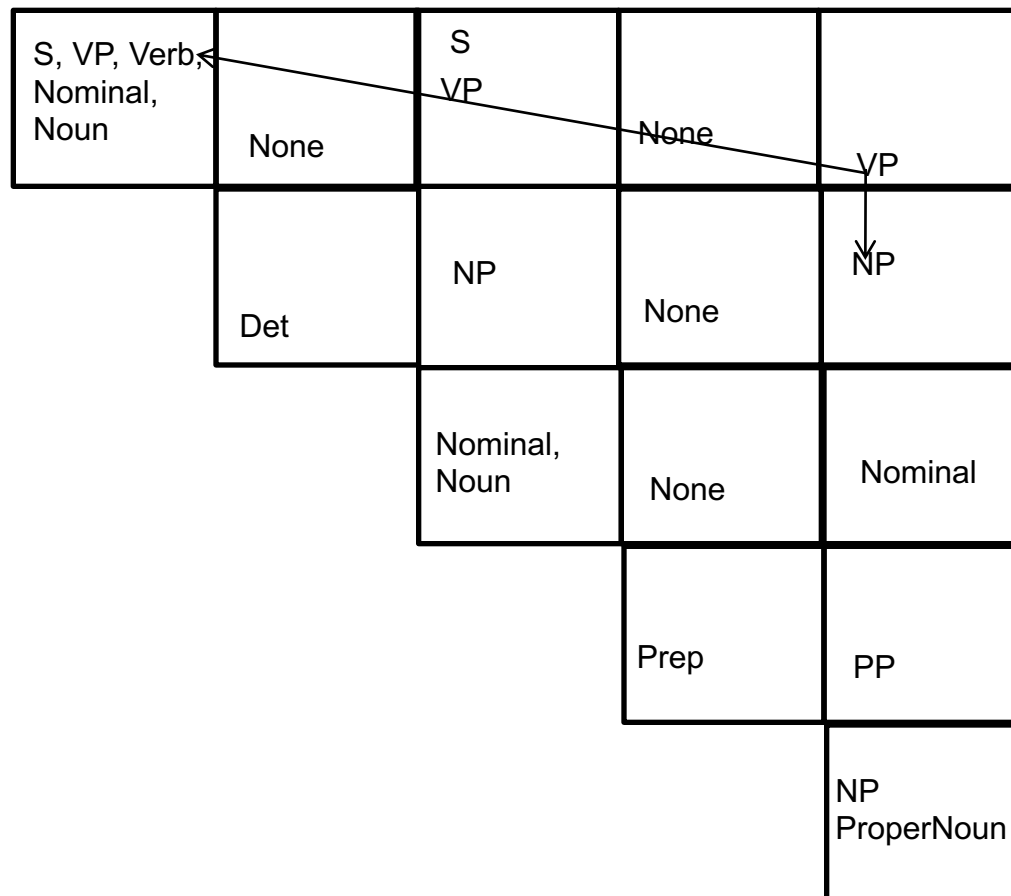 S, VP, Verb,
Nominal,
Noun
None
S
VP
None
VP
Det
NP
None
NP
Nominal,
Noun
None
Nominal
Prep
PP
NP
ProperNoun